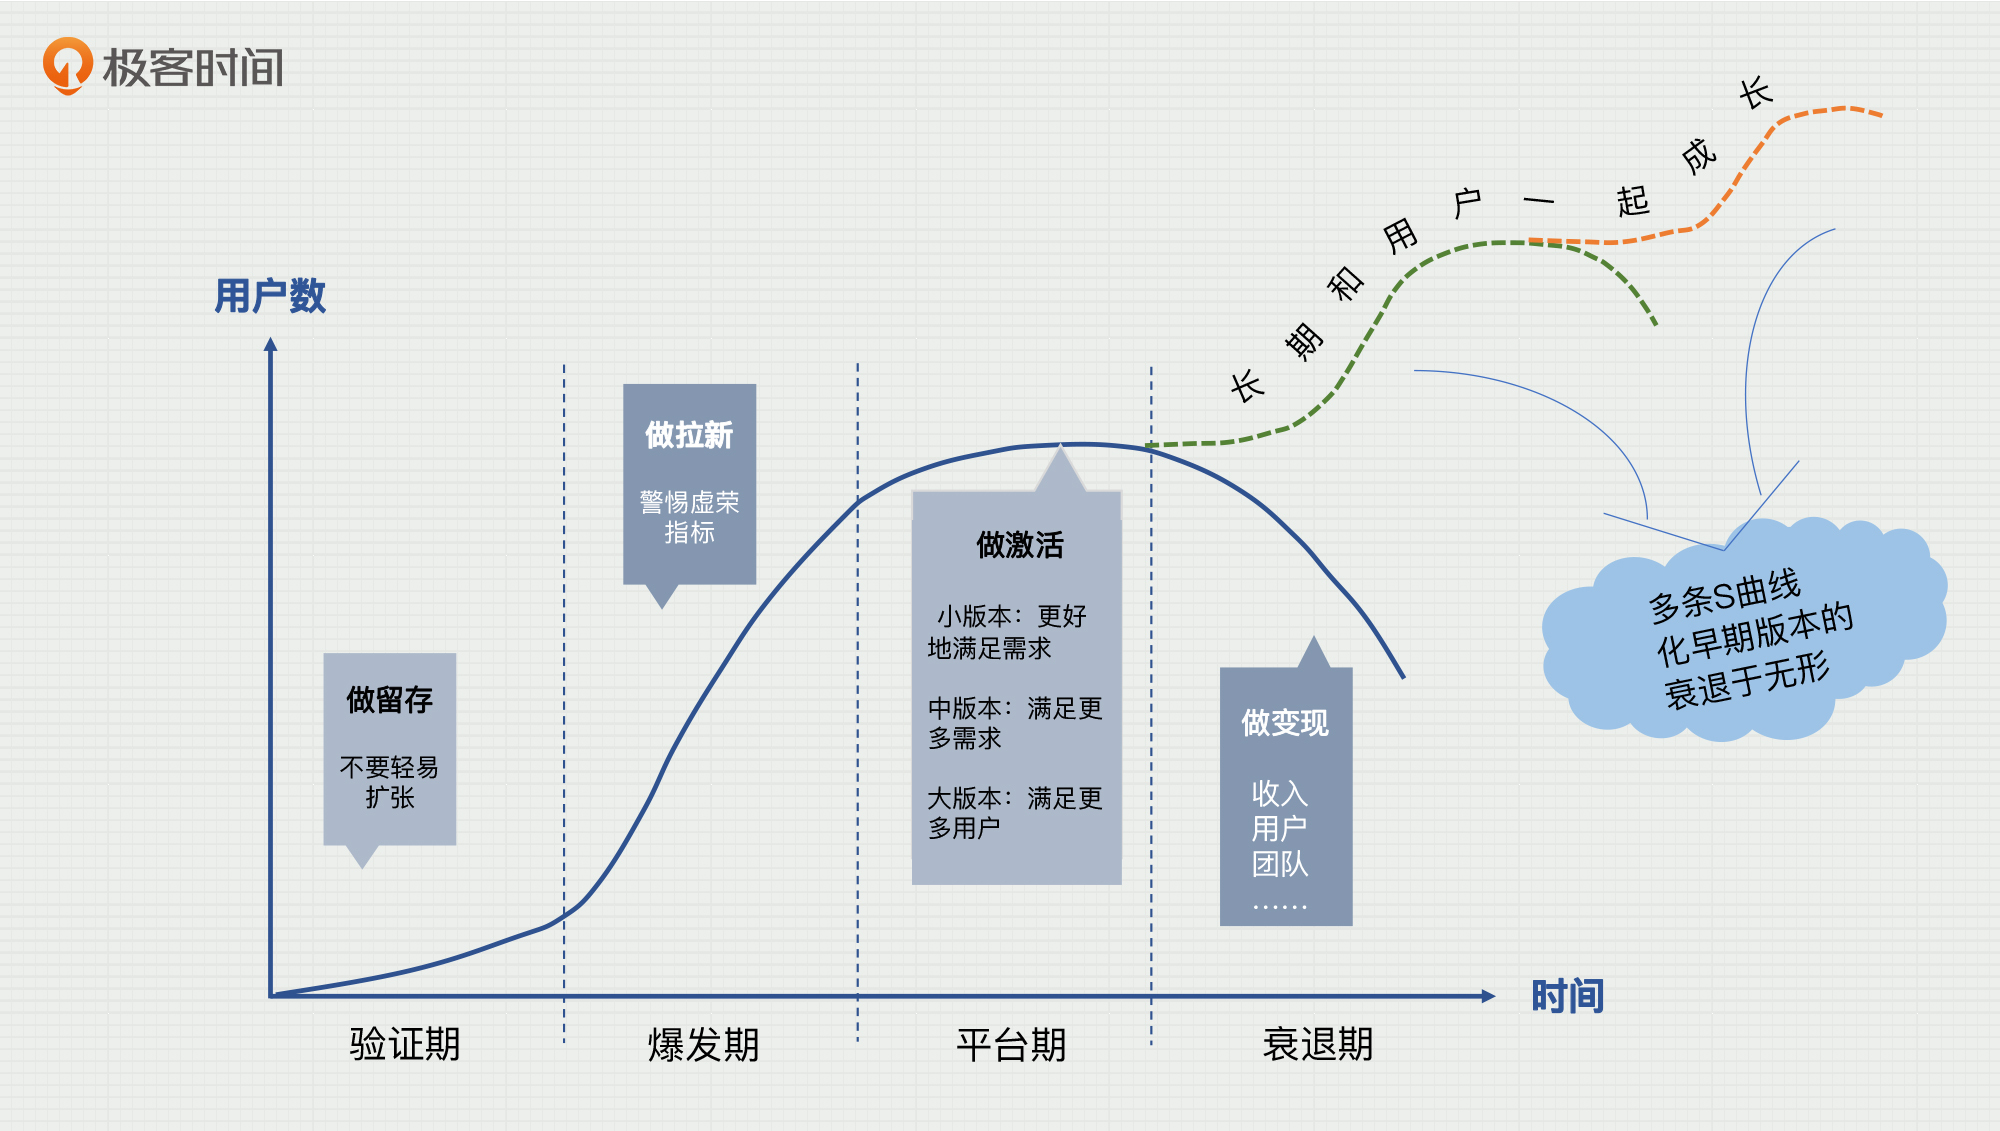 极客时间
长期和用户一起成长
用户数
做拉新
警惕虚荣
指标
做激活
小版本：更好
地满足需求
中版本：满足更
多需求
大版本：满足更
多用户
做留存
不要轻易
扩张
做变现
收入
用户
团队
……
多条S曲线
化早期版本的
衰退于无形
时间
验证期
爆发期
平台期
衰退期